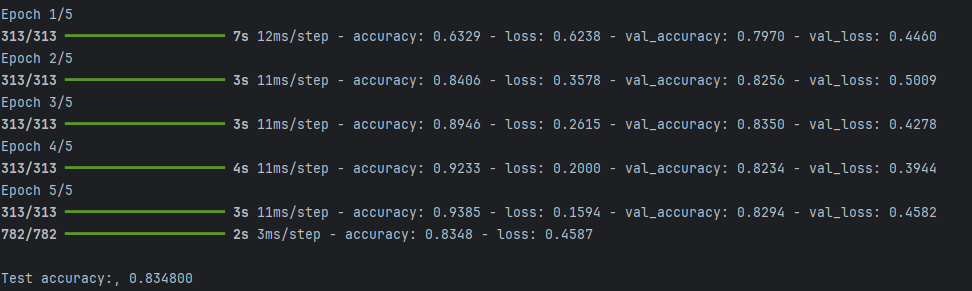 Epoch 1/5
313/313 ━━━━━━━━━━━━━━━━━━━━ 7s 12ms/step - accuracy: 0.6329 - loss: 0.6238 - val_accuracy: 0.7970 - val_loss: 0.4460
Epoch 2/5
313/313 ━━━━━━━━━━━━━━━━━━━━ 3s 11ms/step - accuracy: 0.8406 - loss: 0.3578 - val_accuracy: 0.8256 - val_loss: 0.5009
Epoch 3/5
313/313 ━━━━━━━━━━━━━━━━━━━━ 3s 11ms/step - accuracy: 0.8946 - loss: 0.2615 - val_accuracy: 0.8350 - val_loss: 0.4278
Epoch 4/5
313/313 ━━━━━━━━━━━━━━━━━━━━ 4s 11ms/step - accuracy: 0.9233 - loss: 0.2000 - val_accuracy: 0.8234 - val_loss: 0.3944
Epoch 5/5
313/313 ━━━━━━━━━━━━━━━━━━━━ 3s 11ms/step - accuracy: 0.9385 - loss: 0.1594 - val_accuracy: 0.8294 - val_loss: 0.4582
782/782 ━━━━━━━━━━━━━━━━━━━━ 2s 3ms/step - accuracy: 0.8348 - loss: 0.4587
Test accuracy:, 0.834800